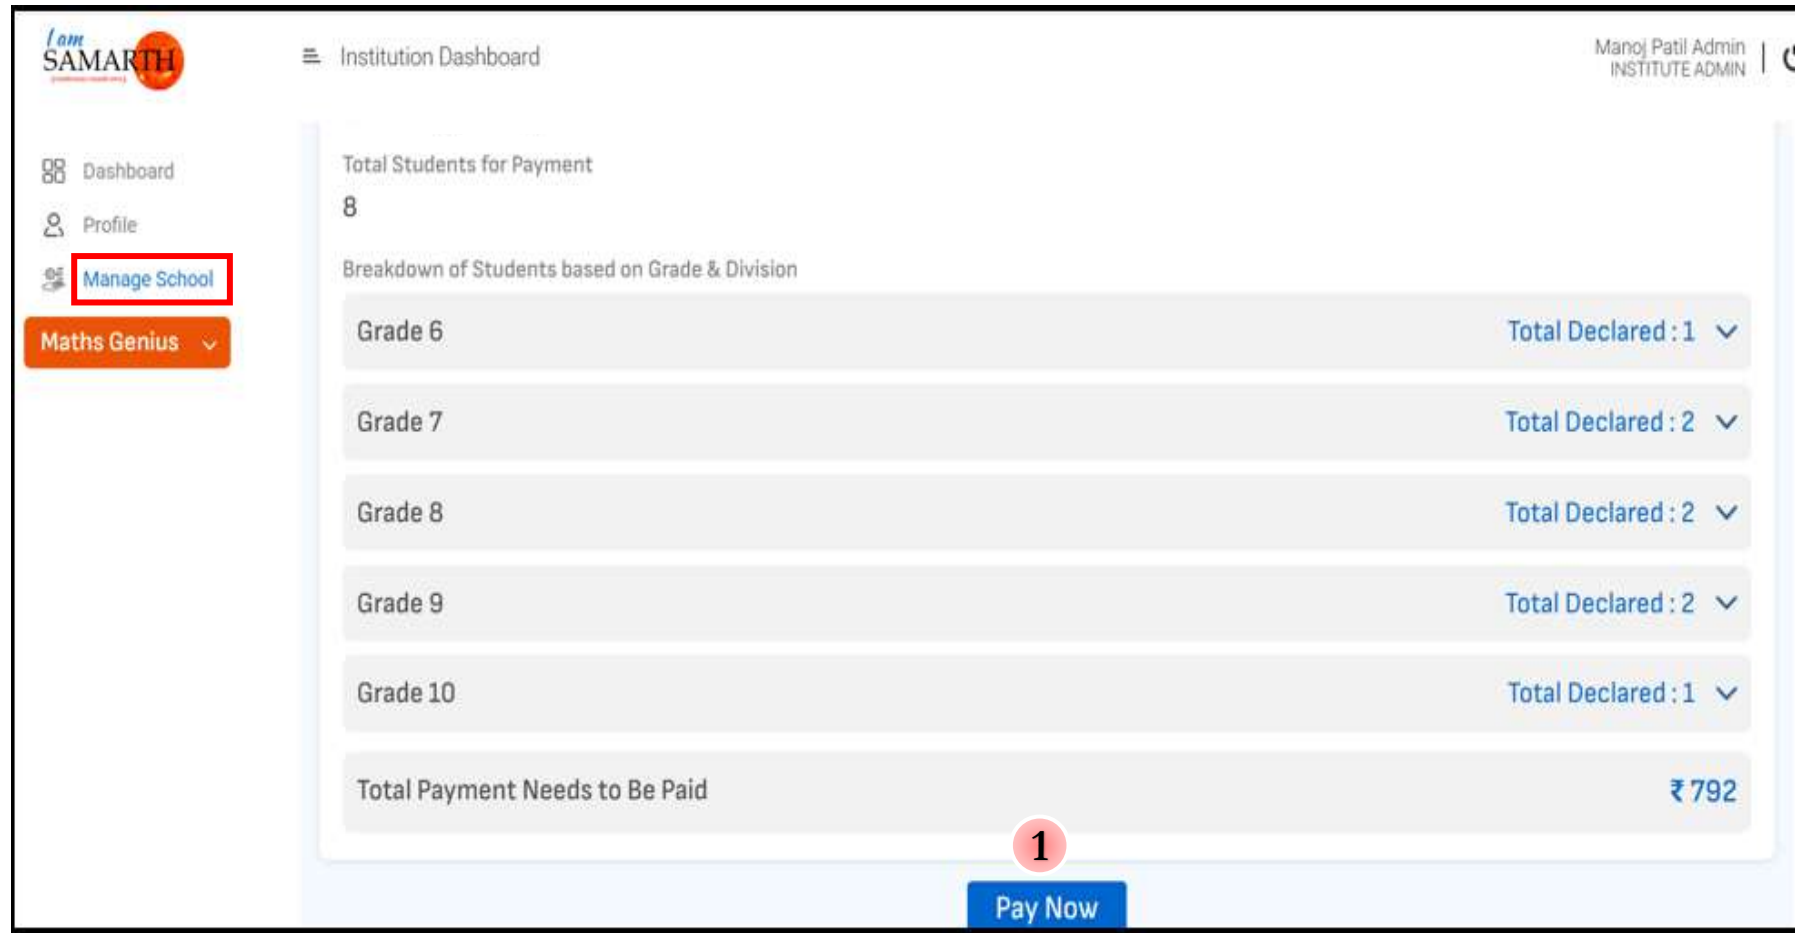 I am
SAMARTH
Institution Dashboard
Manoj Patil Admin
INSTITUTE ADMIN
Dashboard
Profile
Manage School
Maths Genius
Total Students for Payment
8
Breakdown of Students based on Grade & Division
Grade 6 Total Declared : 1
Grade 7 Total Declared : 2
Grade 8 Total Declared : 2
Grade 9 Total Declared : 2
Grade 10 Total Declared : 1
Total Payment Needs to Be Paid ₹ 792
1
Pay Now